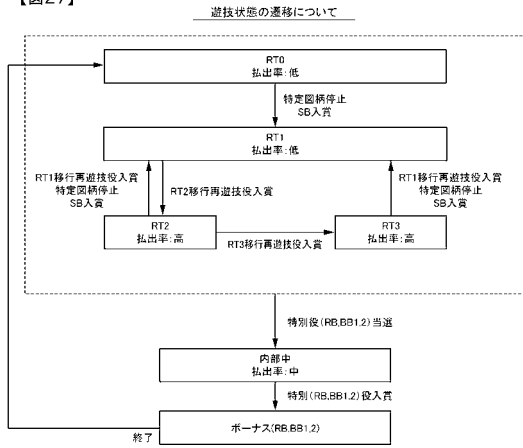 【図27】
遊技状態の遷移について
RT0
払出率:低
特定図柄停止
SB入賞
RT1
払出率:低
RT1移行再遊技役入賞
特定図柄停止
SB入賞
RT2移行再遊技役入賞
RT1移行再遊技役入賞
特定図柄停止
SB入賞
RT2
払出率:高
RT3移行再遊技役入賞
RT3
払出率:高
特別役(RB,BB1,2)当選
内部中
払出率:中
特別(RB,BB1,2)役入賞
ボーナス(RB,BB1,2)
終了